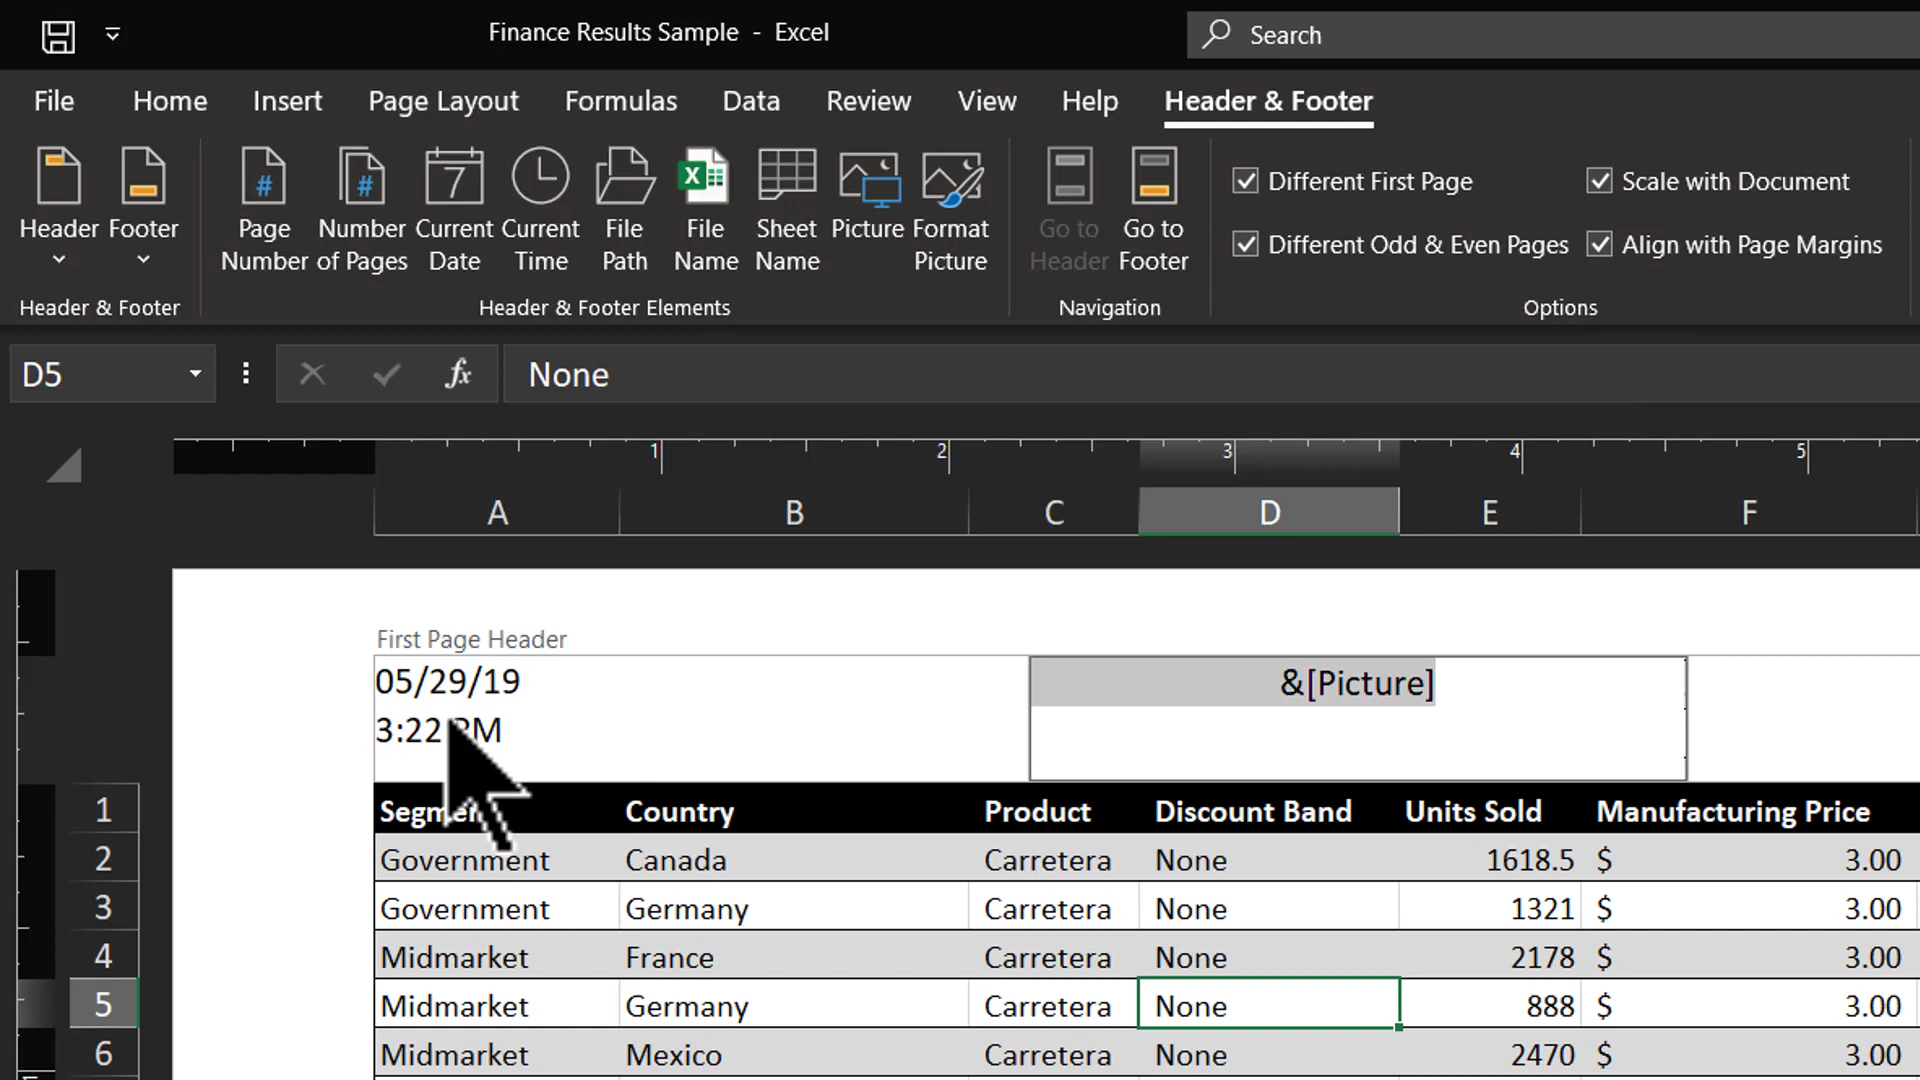 Finance Results Sample - Excel
Search
File Home Insert Page Layout Formulas Data Review View Help Header & Footer
Header Footer
Page Number
Number of Pages
Current Date
Current Time
File Path
File Name
Sheet Name
Picture
Format Picture
Go to Header
Go to Footer
Different First Page
Scale with Document
Different Odd & Even Pages
Align with Page Margins
Header & Footer
Header & Footer Elements
Navigation
Options
D5 fx None
1 2 3 4 5
A B C D E F
First Page Header
05/29/19 &[Picture]
3:22 PM
1 Segment Country Product Discount Band Units Sold Manufacturing Price
2 Government Canada Carretera None 1618.5 $ 3.00
3 Government Germany Carretera None 1321 $ 3.00
4 Midmarket France Carretera None 2178 $ 3.00
5 Midmarket Germany Carretera None 888 $ 3.00
6 Midmarket Mexico Carretera None 2470 $ 3.00